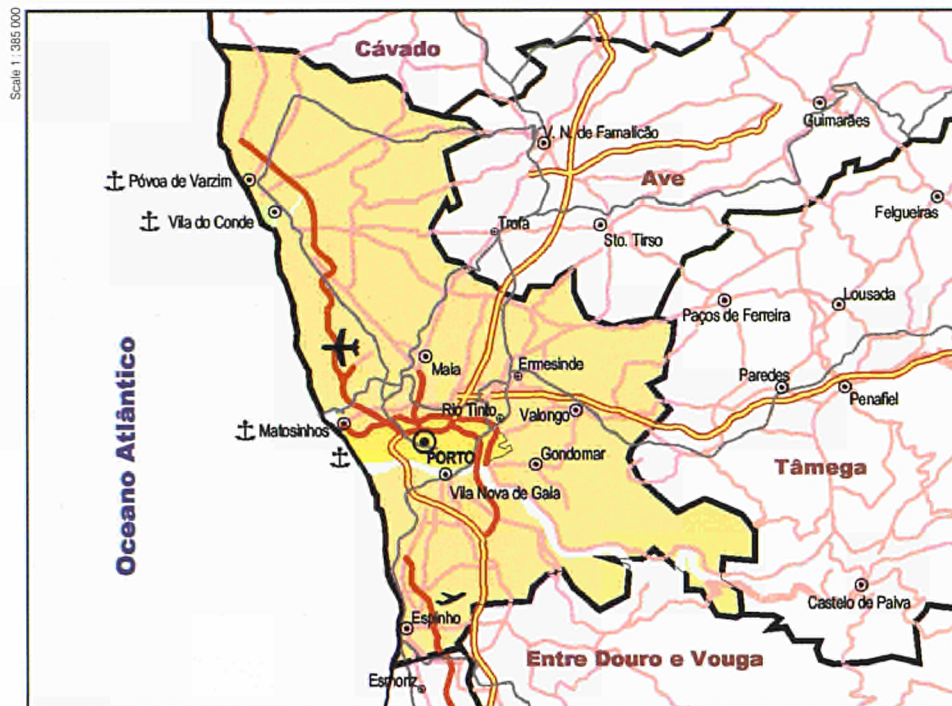 Scale 1 : 385 000
Cávado
Guimarães
V. N. de Famalicão
Ave
Póvoa de Varzim
Felgueiras
Vila do Conde
Trofa
Sto. Tirso
Lousada
Paços de Ferreira
Oceano Atlântico
Maia
Ermesinde
Paredes
Penafiel
Rio Tinto
Valongo
Matosinhos
PORTO
Gondomar
Tâmega
Vila Nova de Gaia
Castelo de Paiva
Espinho
Entre Douro e Vouga
Esmoriz